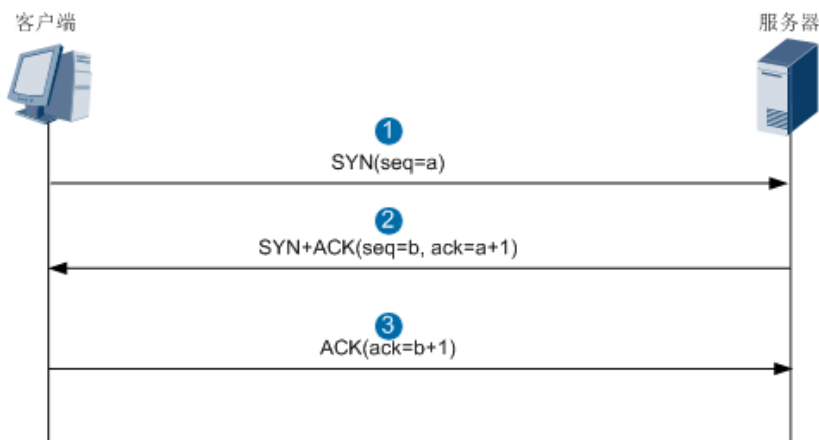 客户端
服务器
1
SYN(seq=a)
2
SYN+ACK(seq=b, ack=a+1)
3
ACK(ack=b+1)